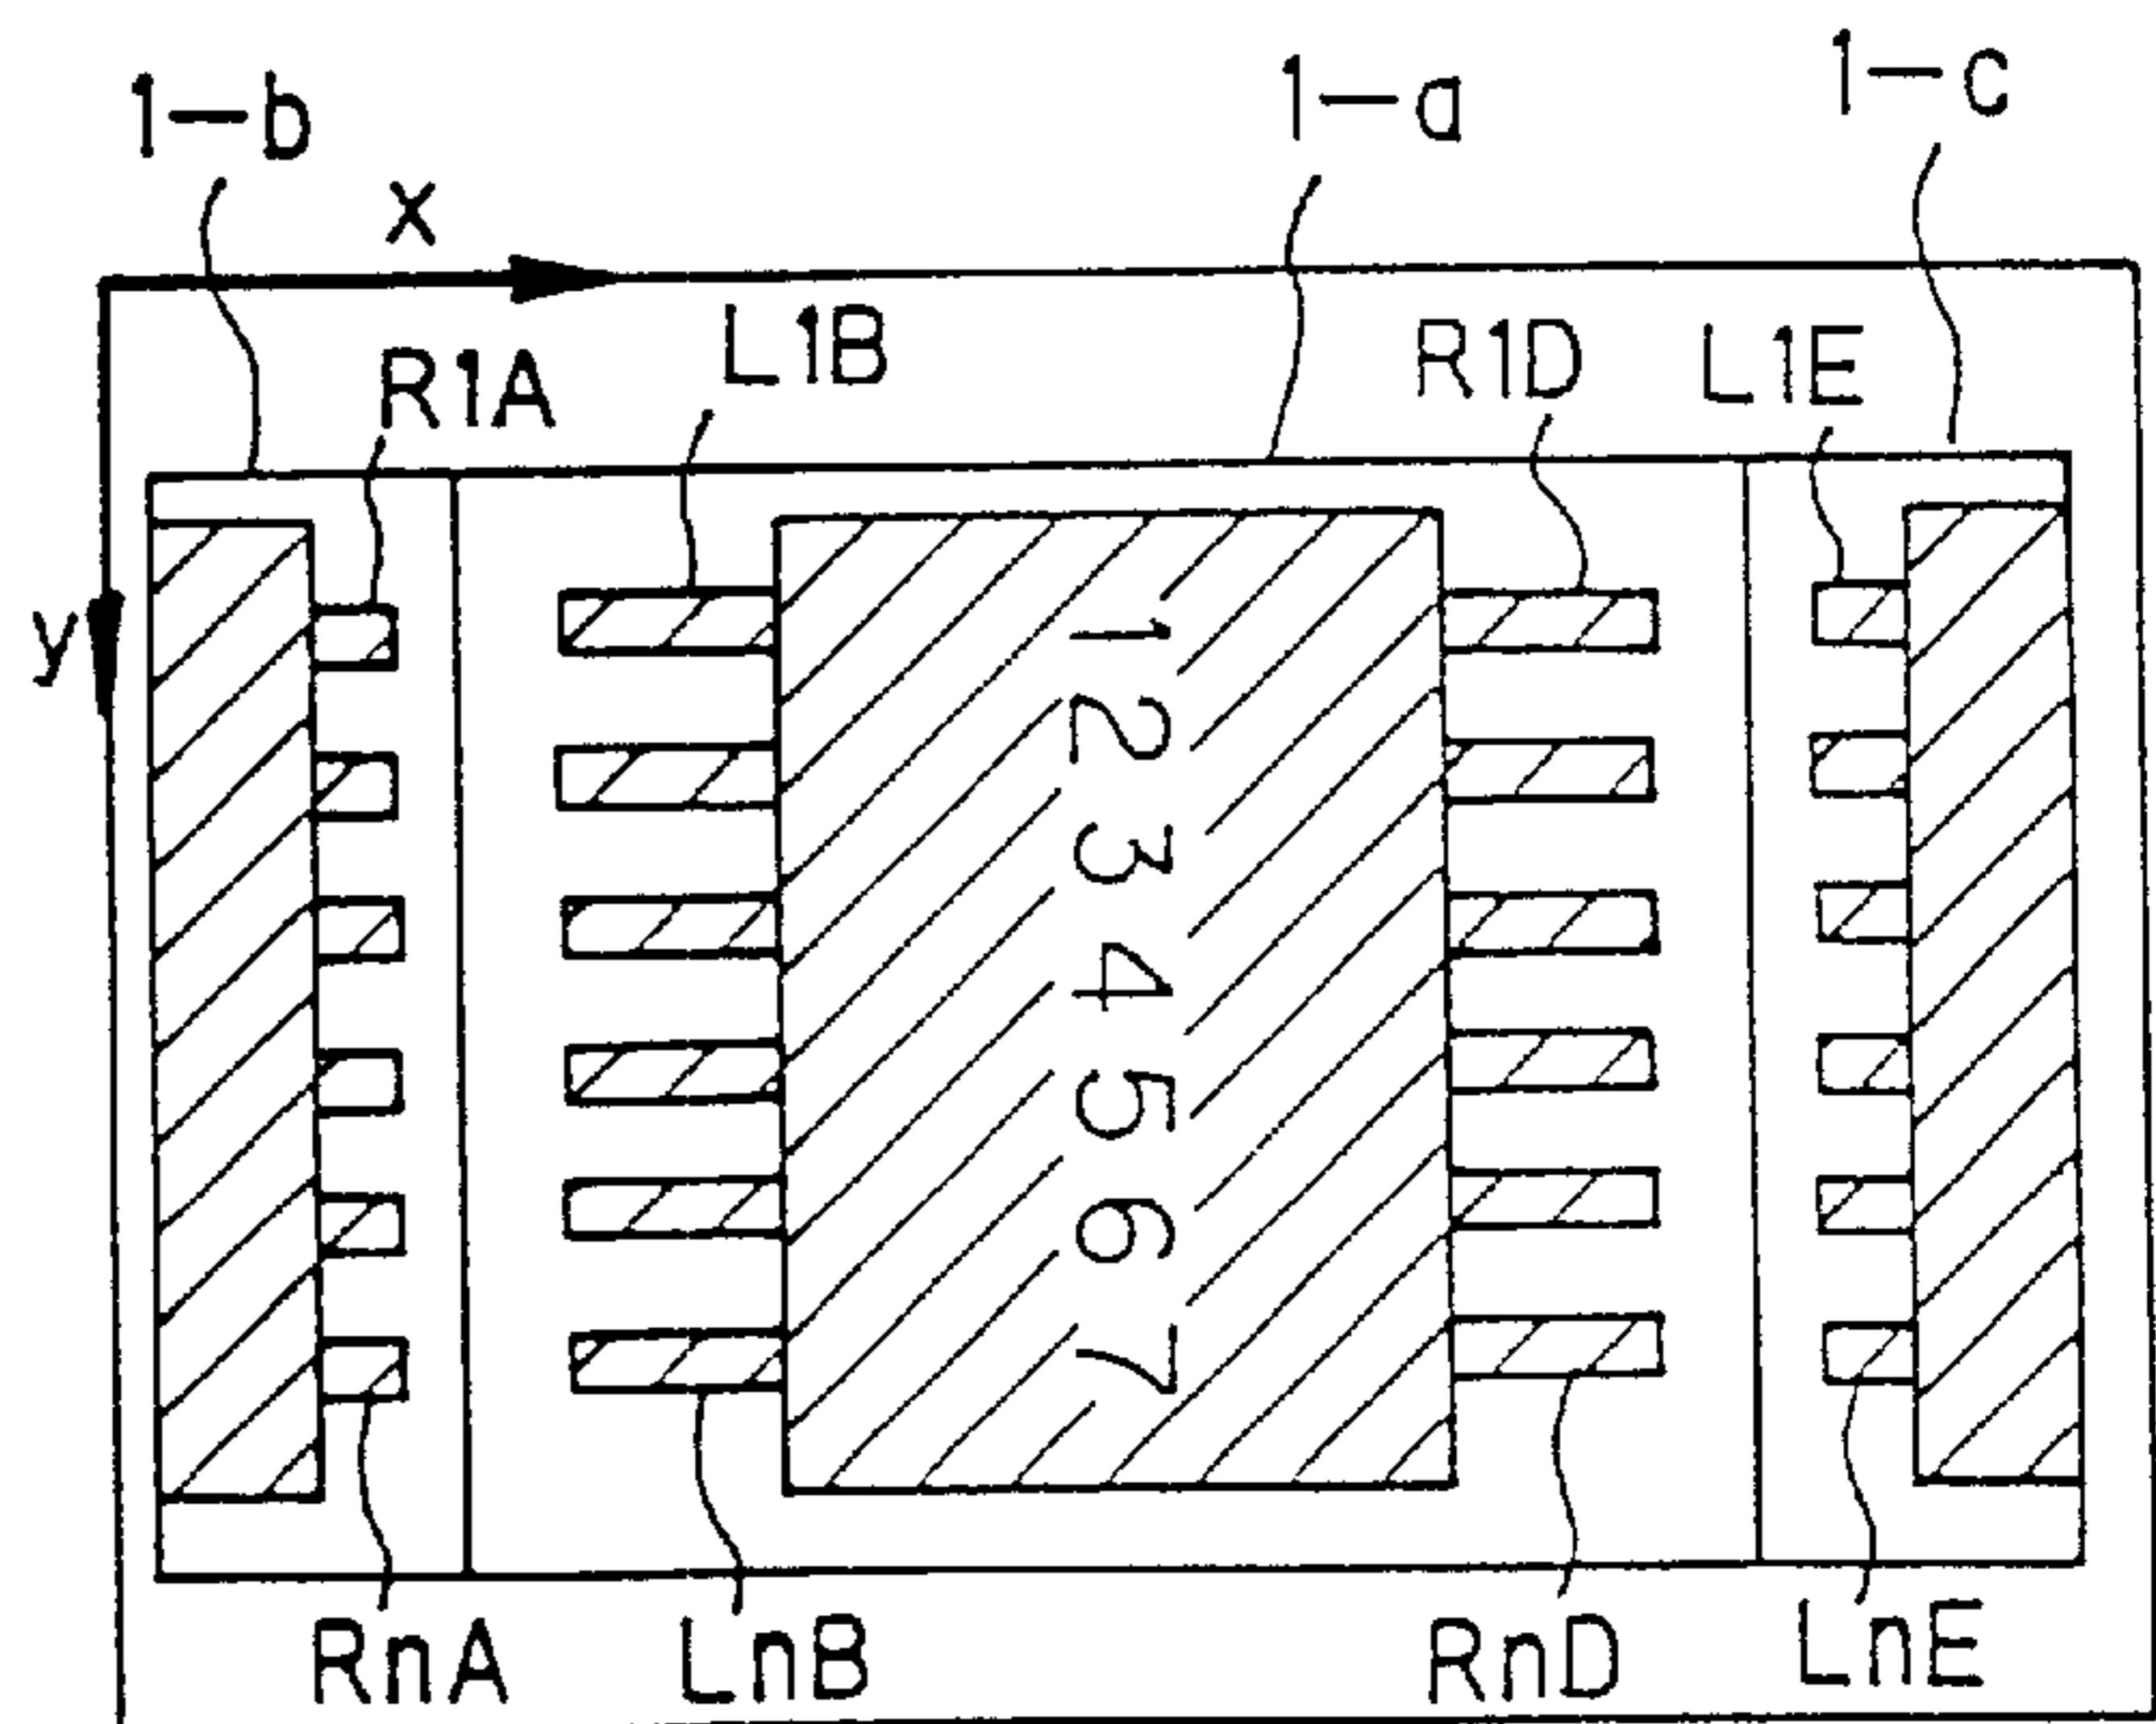 1-b
1-a
1-c
x
L1B
R1D
L1E
R1A
y
1234567
RnA
LnB
RnD
LnE